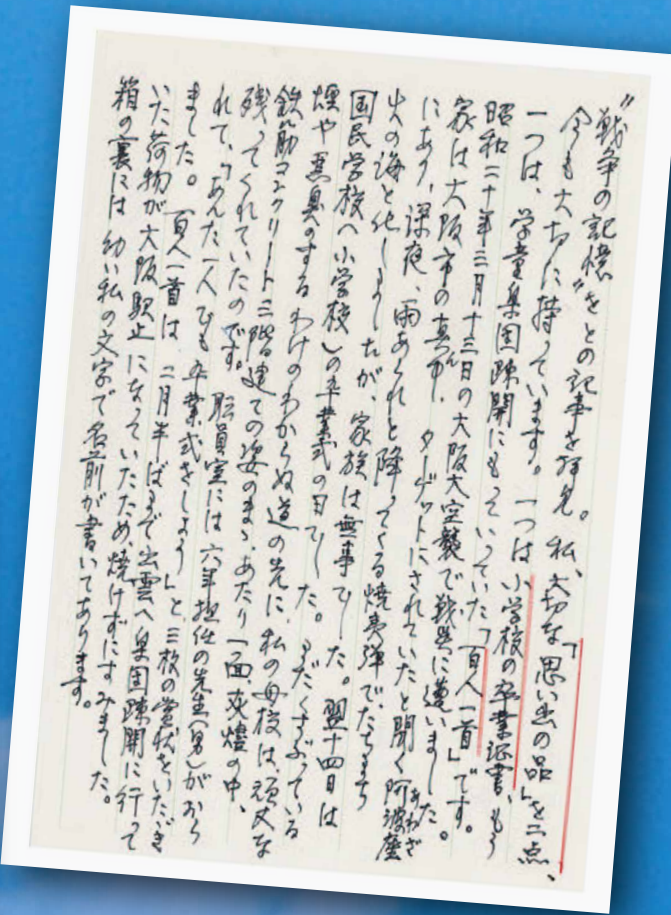 "戦争の記憶"をとの記事を拝見。私、大切な「思い出の品」を二点、
今も大切に持っています。一つは小学校の卒業証書、もう
一つは、学童集団疎開にもっていっていた「百人一首」です。
昭和二十年三月十三日の大阪大空襲で戦災に遭いました。
家は大阪市の真ん中、ターゲットにされていたと聞く阿波座あわざ
にあり、深夜、雨あられと降ってくる焼夷弾で、たちまち
火の海と化しましたが、家族は無事でした。翌十四日は
国民学校(小学校)の卒業式の日でした。まだくすぶっている
煙や悪臭のするわけのわからぬ道の先に、私の母校は、頑丈な
鉄筋コンクリート三階建ての姿のまゝ、あたり一面灰燼の中、
残ってくれていたのです。職員室には六年担任の先生(男)がおら
れて、「あんた一人でも卒業式をしよう」と三枚の賞状をいただき
ました。百人一首は二月半ばまで出雲へ集団疎開に行って
いた荷物が大阪駅止になっていたため、焼けずにすみました。
箱の裏には幼い私の文字で名前が書いてあります。